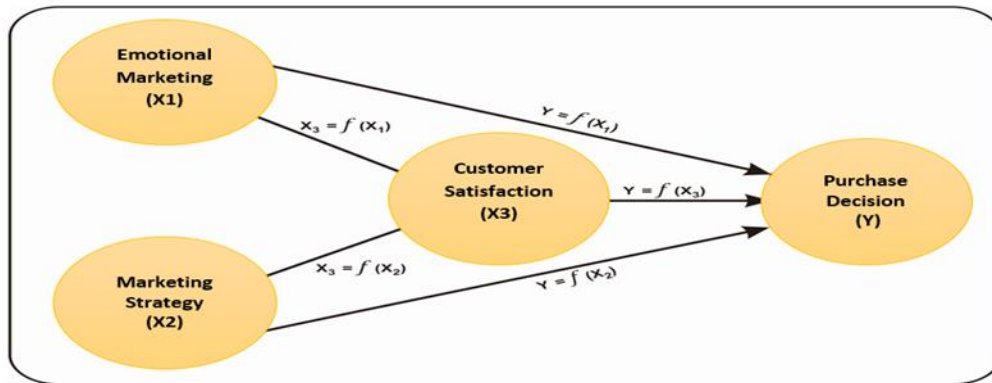 Emotional
Marketing
(X1)
Y = f (X₁)
X₃ = f (X₁)
Customer
Satisfaction
(X3)
Y = f (X₃)
Purchase
Decision
(Y)
X₃ = f (X₂)
Y = f (X₂)
Marketing
Strategy
(X2)